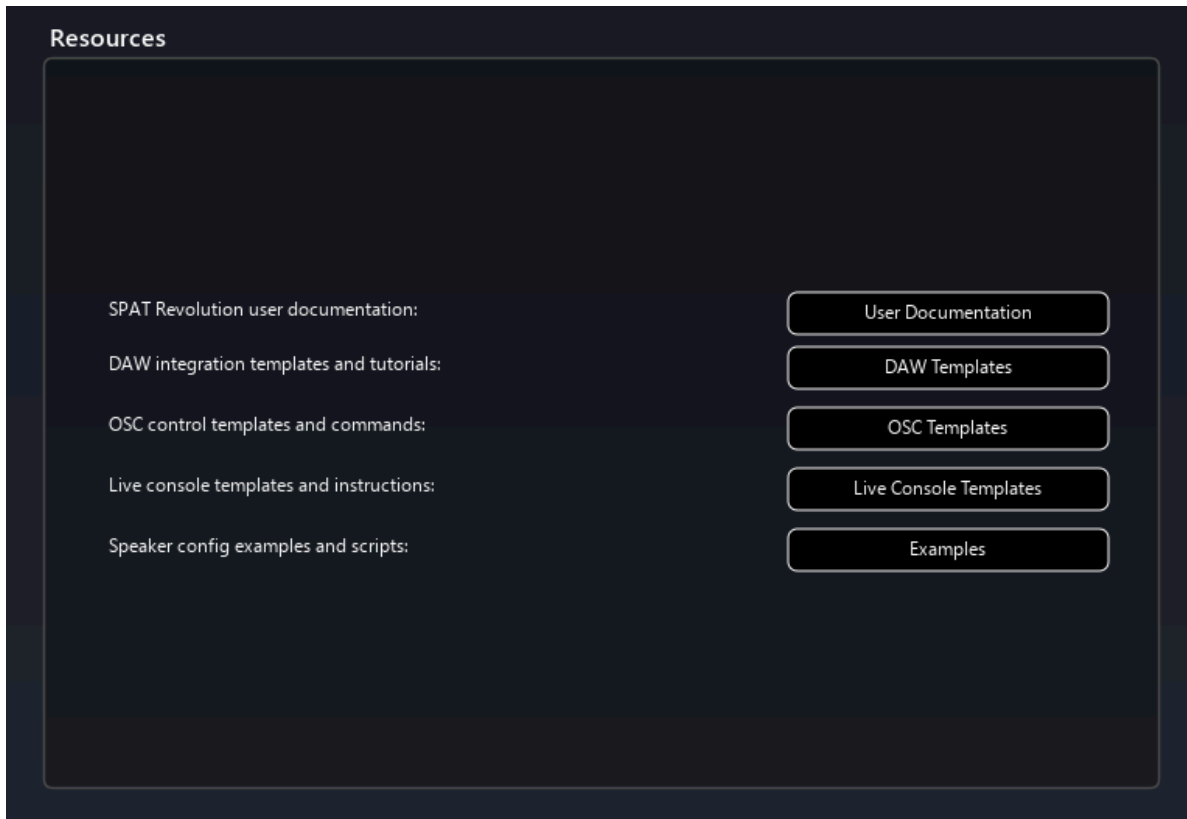 Resources
SPAT Revolution user documentation: User Documentation
DAW integration templates and tutorials: DAW Templates
OSC control templates and commands: OSC Templates
Live console templates and instructions: Live Console Templates
Speaker config examples and scripts: Examples